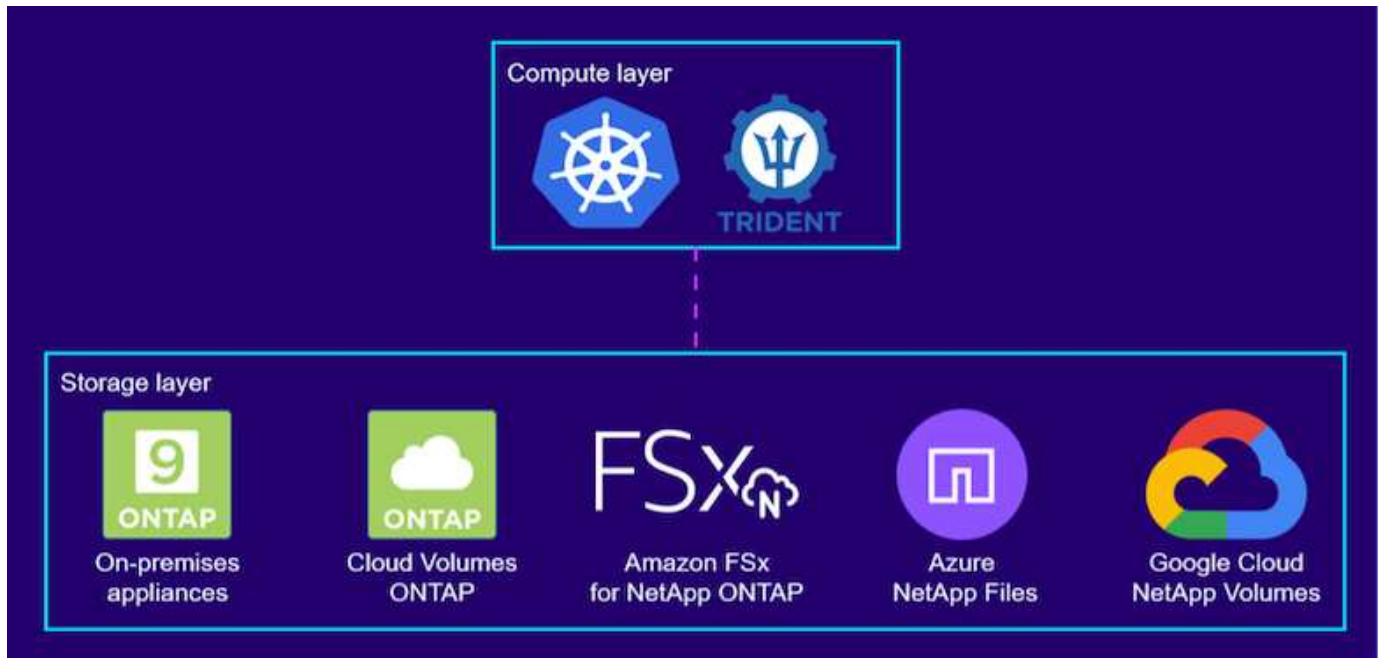 Compute layer
TRIDENT
Storage layer
9
ONTAP
On-premises
appliances
ONTAP
Cloud Volumes
ONTAP
FSx N
Amazon FSx
for NetApp ONTAP
Azure
NetApp Files
Google Cloud
NetApp Volumes